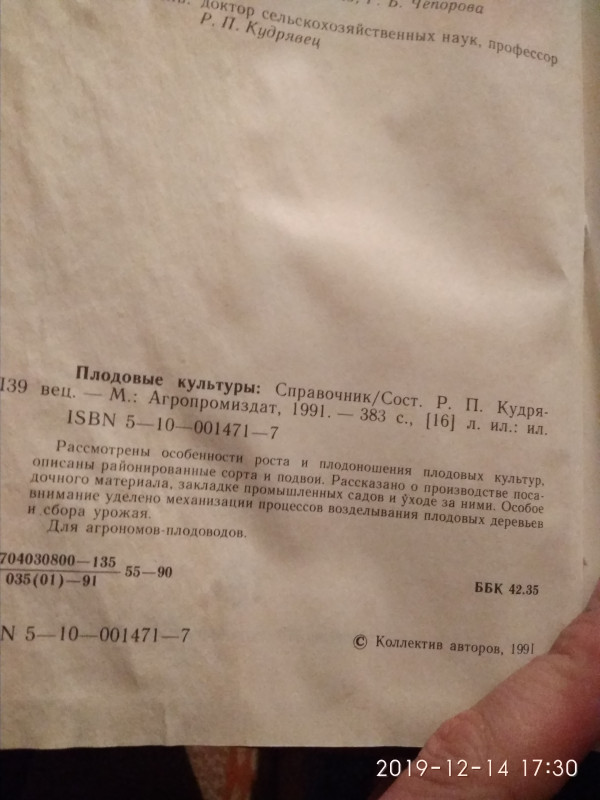 Г. В. Чепорова
доктор сельскохозяйственных наук, профессор
Р. П. Кудрявец
Плодовые культуры: Справочник/Сост. Р. П. Кудря-
П39 вец. — М.: Агропромиздат, 1991. — 383 с., [16] л. ил.: ил.
ISBN 5—10—001471—7
Рассмотрены особенности роста и плодоношения плодовых культур,
описаны районированные сорта и подвои. Рассказано о производстве поса-
дочного материала, закладке промышленных садов и уходе за ними. Особое
внимание уделено механизации процессов возделывания плодовых деревьев
и сбора урожая.
Для агрономов-плодоводов.
704030800—135
035(01)—91
55—90
ББК 42.35
N 5—10—001471—7
© Коллектив авторов, 1991
2019-12-14 17:30